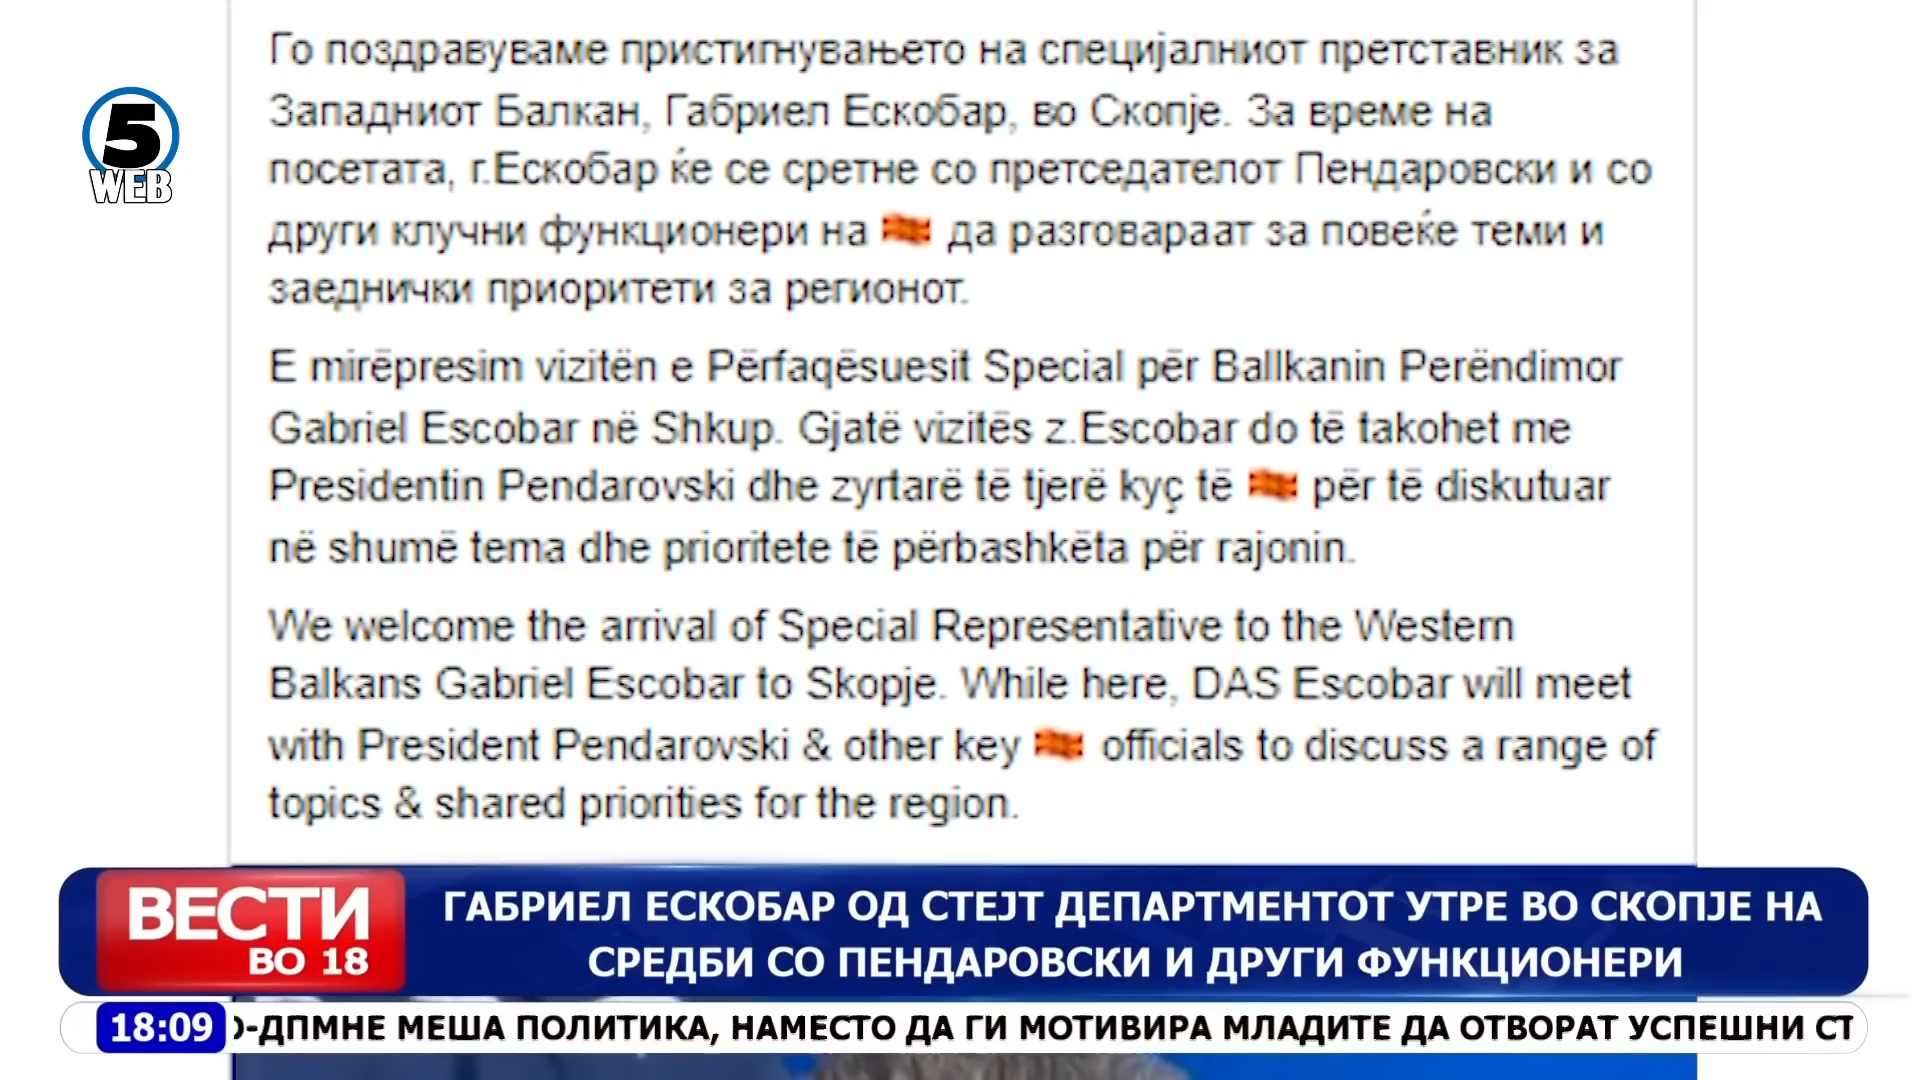 Го поздравуваме пристигнувањето на специјалниот претставник за
Западниот Балкан, Габриел Ескобар, во Скопје. За време на
посетата, г.Ескобар ќе се сретне со претседателот Пендаровски и со
други клучни функционери на да разговараат за повеќе теми и
заеднички приоритети за регионот.
E mirëpresim vizitën e Përfaqësuesit Special për Ballkanin Perëndimor
Gabriel Escobar në Shkup. Gjatë vizitës z.Escobar do të takohet me
Presidentin Pendarovski dhe zyrtarë të tjerë kyç të për të diskutuar
në shumë tema dhe prioritete të përbashkëta për rajonin.
We welcome the arrival of Special Representative to the Western
Balkans Gabriel Escobar to Skopje. While here, DAS Escobar will meet
with President Pendarovski & other key officials to discuss a range of
topics & shared priorities for the region.
5
WEB
ВЕСТИ
ВО 18
ГАБРИЕЛ ЕСКОБАР ОД СТЕЈТ ДЕПАРТМЕНТОТ УТРЕ ВО СКОПЈЕ НА
СРЕДБИ СО ПЕНДАРОВСКИ И ДРУГИ ФУНКЦИОНЕРИ
18:09
-ДПМНЕ МЕША ПОЛИТИКА, НАМЕСТО ДА ГИ МОТИВИРА МЛАДИТЕ ДА ОТВОРАТ УСПЕШНИ СТ